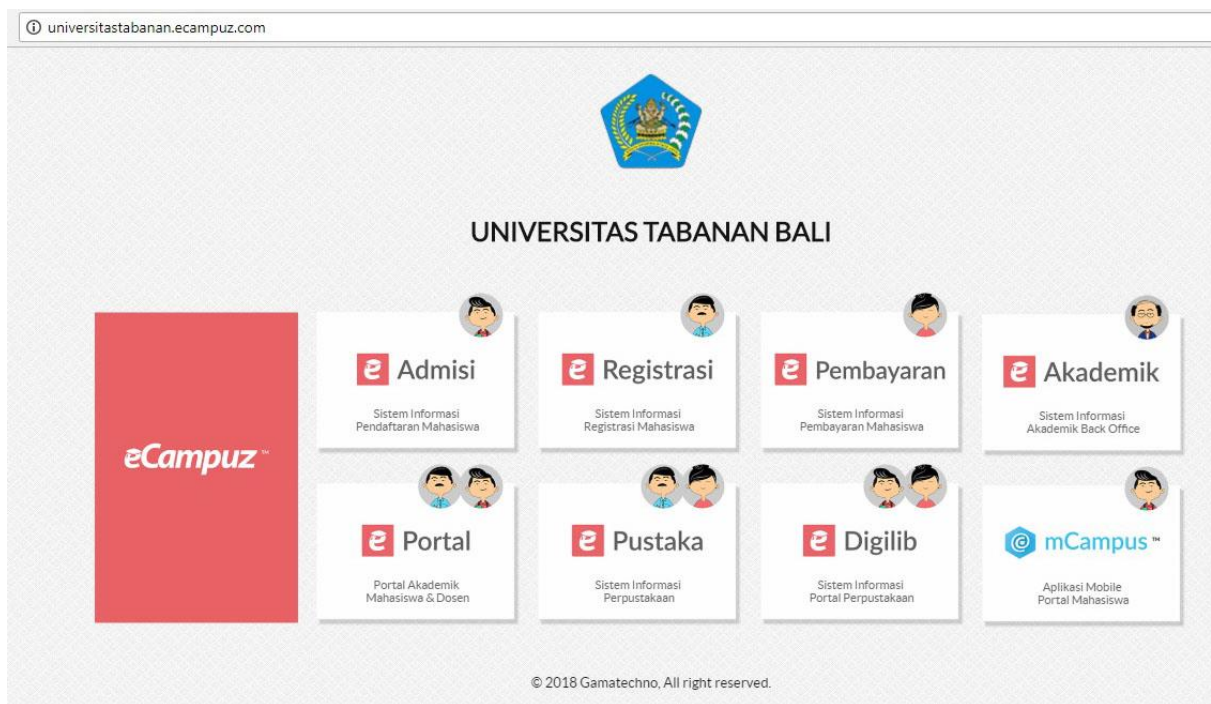 universitastabanan.ecampuz.com
UNIVERSITAS TABANAN BALI
eCampuz™
e Admisi
Sistem Informasi
Pendaftaran Mahasiswa
e Registrasi
Sistem Informasi
Registrasi Mahasiswa
e Pembayaran
Sistem Informasi
Pembayaran Mahasiswa
e Akademik
Sistem Informasi
Akademik Back Office
e Portal
Portal Akademik
Mahasiswa & Dosen
e Pustaka
Sistem Informasi
Perpustakaan
e Digilib
Sistem Informasi
Portal Perpustakaan
@ mCampus™
Aplikasi Mobile
Portal Mahasiswa
© 2018 Gamatechno, All right reserved.